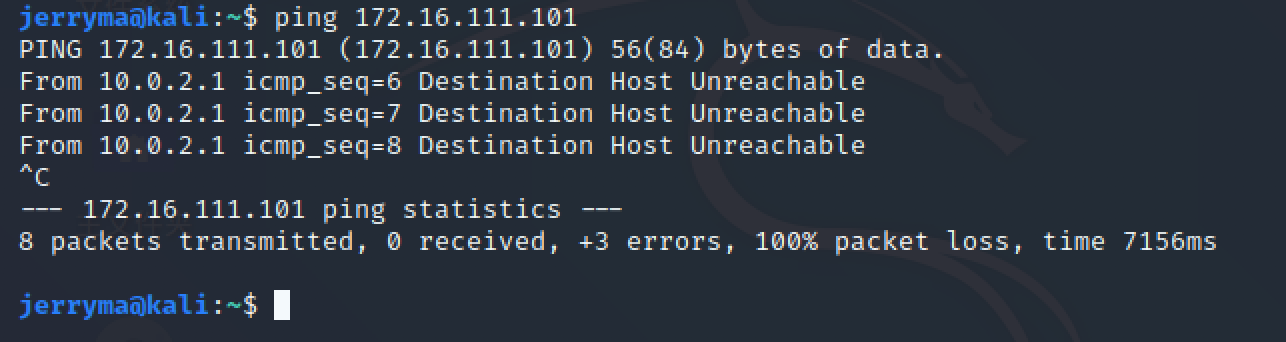 jerryma@kali:~$ ping 172.16.111.101
PING 172.16.111.101 (172.16.111.101) 56(84) bytes of data.
From 10.0.2.1 icmp_seq=6 Destination Host Unreachable
From 10.0.2.1 icmp_seq=7 Destination Host Unreachable
From 10.0.2.1 icmp_seq=8 Destination Host Unreachable
^C
--- 172.16.111.101 ping statistics ---
8 packets transmitted, 0 received, +3 errors, 100% packet loss, time 7156ms
jerryma@kali:~$